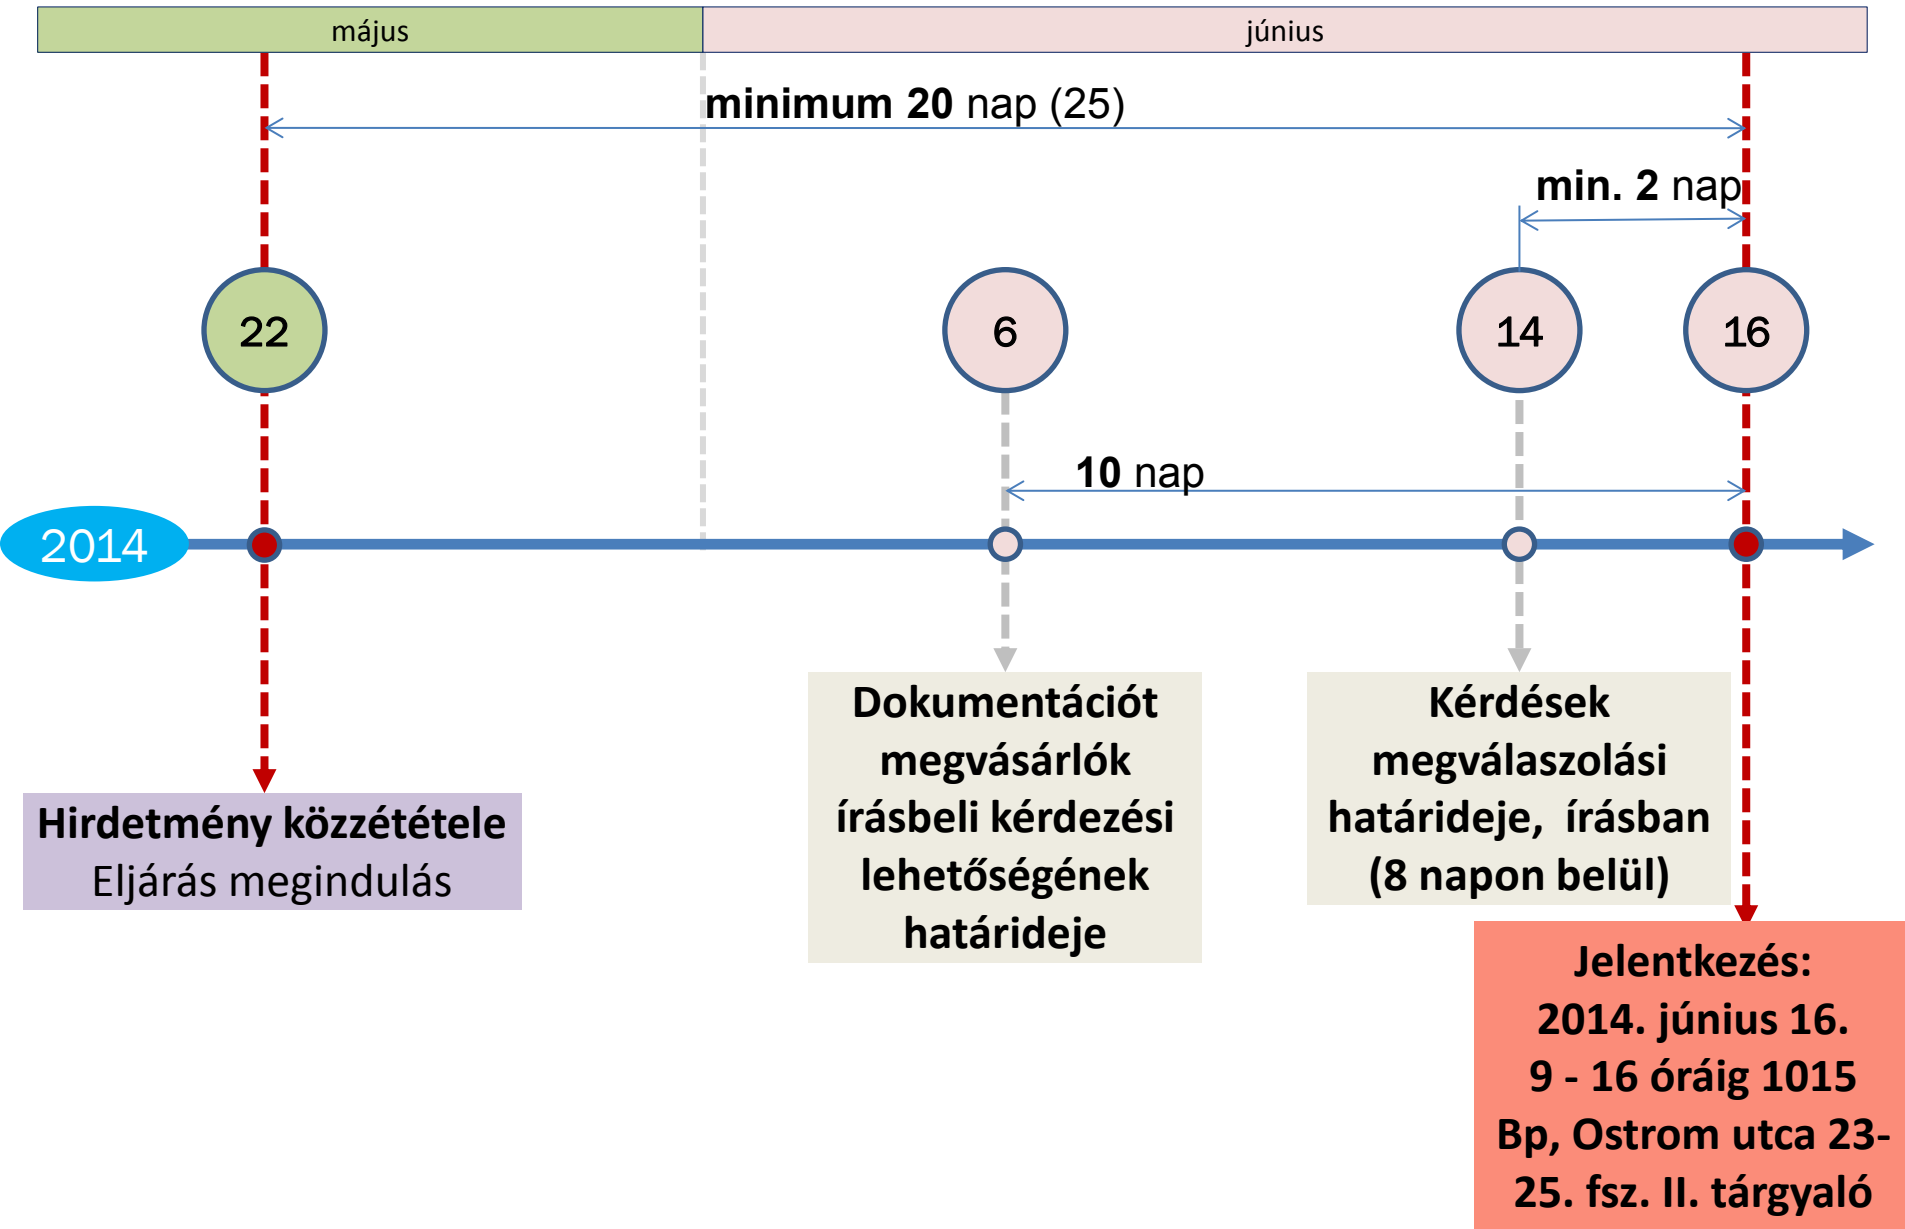 május
június
minimum 20 nap (25)
min. 2 nap
22
6
14
16
10 nap
2014
Hirdetmény közzététele
Eljárás megindulás
Dokumentációt
megvásárlók
írásbeli kérdezési
lehetőségének
határideje
Kérdések
megválaszolási
határideje, írásban
(8 napon belül)
Jelentkezés:
2014. június 16.
9 - 16 óráig 1015
Bp, Ostrom utca 23-
25. fsz. II. tárgyaló